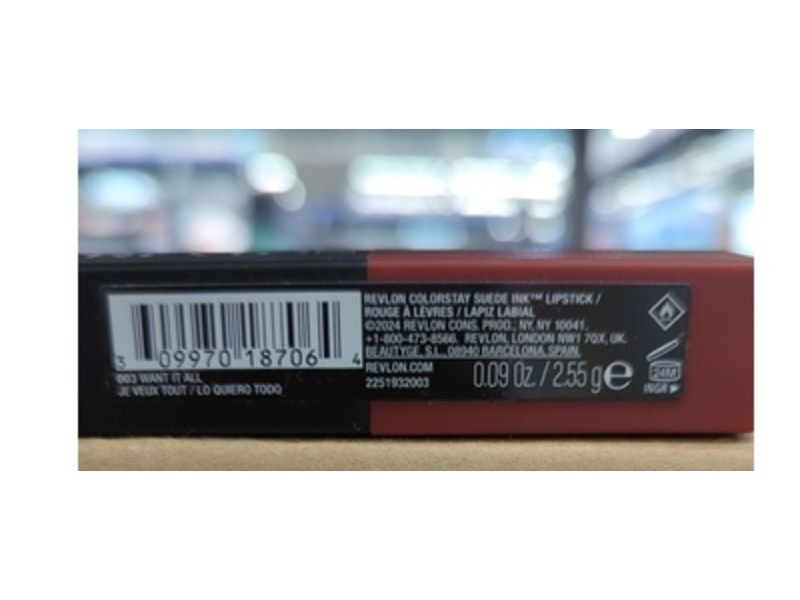 3 09970 18706 4
003 WANT IT ALL
JE VEUX TOUT / LO QUIERO TODO
REVLON COLORSTAY SUEDE INK™ LIPSTICK /
ROUGE À LÈVRES / LAPIZ LABIAL
©2024 REVLON CONS. PROD., NY, NY 10041.
+1-800-473-8566. REVLON, LONDON NW1 7QX, UK.
BEAUTYGE, S.L. 08940 BARCELONA, SPAIN.
REVLON.COM
2251932003
0.09 Oz. / 2.55 g e
24M
INGR